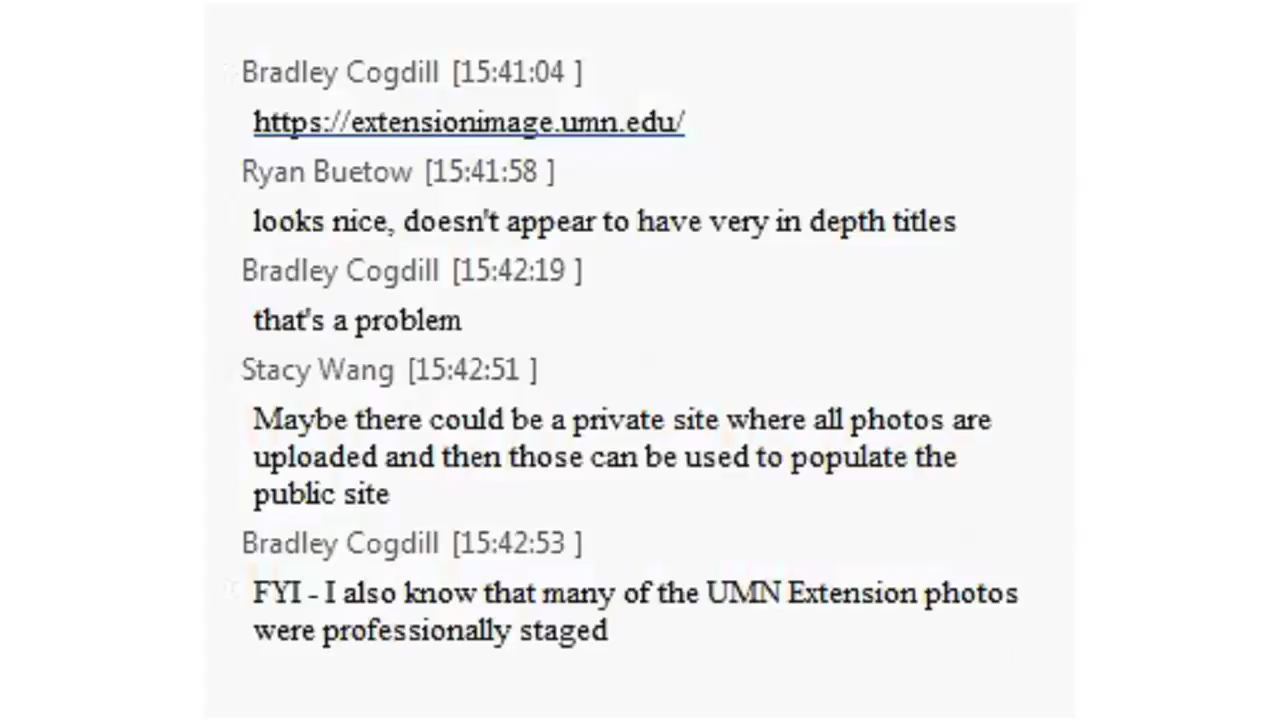 Bradley Cogdill [15:41:04 ]
https://extensionimage.umn.edu/
Ryan Buetow [15:41:58 ]
looks nice, doesn't appear to have very in depth titles
Bradley Cogdill [15:42:19 ]
that's a problem
Stacy Wang [15:42:51 ]
Maybe there could be a private site where all photos are
uploaded and then those can be used to populate the
public site
Bradley Cogdill [15:42:53 ]
FYI - I also know that many of the UMN Extension photos
were professionally staged